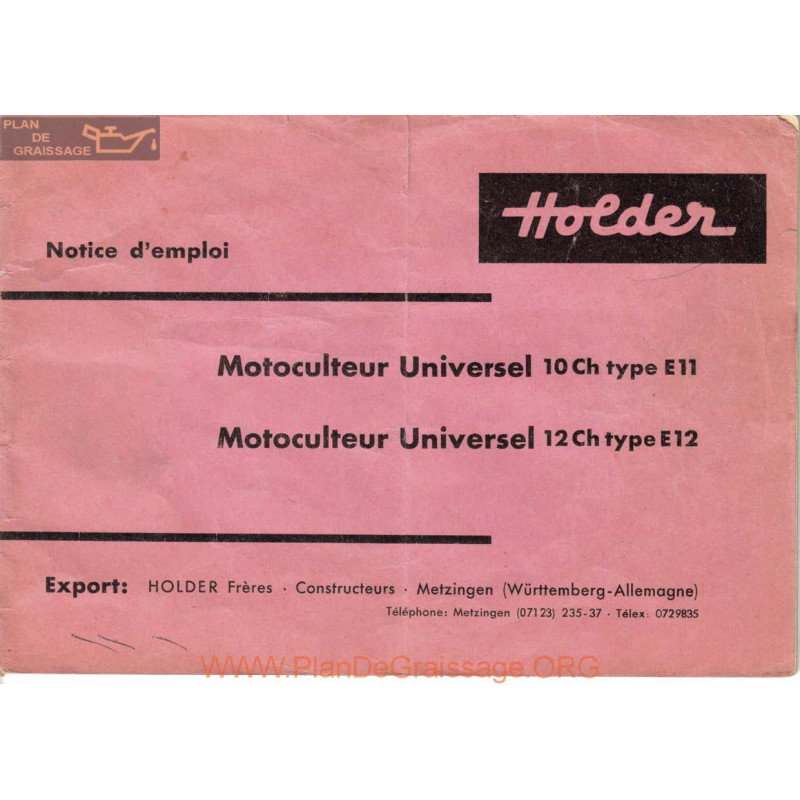 PLAN
DE
GRAISSAGE
Holder
Notice d'emploi
Motoculteur Universel 10 Ch type E11
Motoculteur Universel 12 Ch type E12
Export: HOLDER Frères · Constructeurs · Metzingen (Württemberg-Allemagne)
Téléphone: Metzingen (07123) 235-37 · Télex: 0729835
www.PlanDeGraissage.ORG